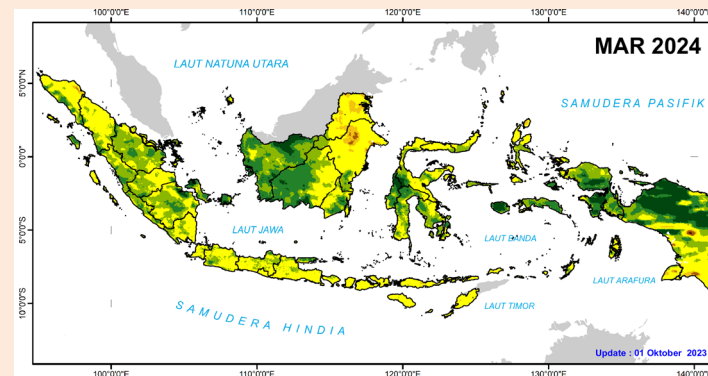 100°0'0"E 110°0'0"E 120°0'0"E 130°0'0"E 140°0'0"
MAR 2024
LAUT NATUNA UTARA
5°0'0"N
SAMUDERA PASIFIK
0°0'0"
LAUT JAWA
LAUT BANDA
5°0'0"S
LAUT ARAFURA
10°0'0"S
SAMUDERA HINDIA
LAUT TIMOR
Update : 01 Oktober 2023
100°0'0"E 110°0'0"E 120°0'0"E 130°0'0"E 140°0'0"